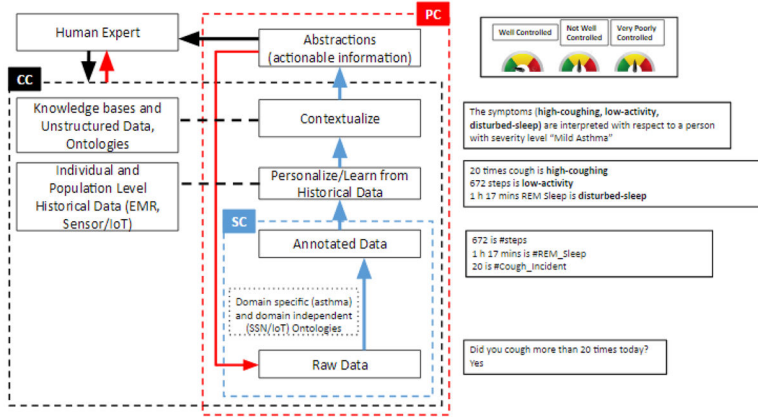 PC
Human Expert
Abstractions
(actionable information)
Well Controlled
Not Well
Controlled
Very Poorly
Controlled
CC
Knowledge bases and
Unstructured Data,
Ontologies
Contextualize
The symptoms (high-coughing, low-activity,
disturbed-sleep) are interpreted with respect to a person
with severity level “Mild Asthma”
Individual and
Population Level
Historical Data (EMR,
Sensor/IoT)
Personalize/Learn from
Historical Data
20 times cough is high-coughing
672 steps is low-activity
1 h 17 mins REM Sleep is disturbed-sleep
SC
Annotated Data
672 is #steps
1 h 17 mins is #REM_Sleep
20 is #Cough_Incident
Domain specific (asthma)
and domain independent
(SSN/IoT) Ontologies
Raw Data
Did you cough more than 20 times today?
Yes